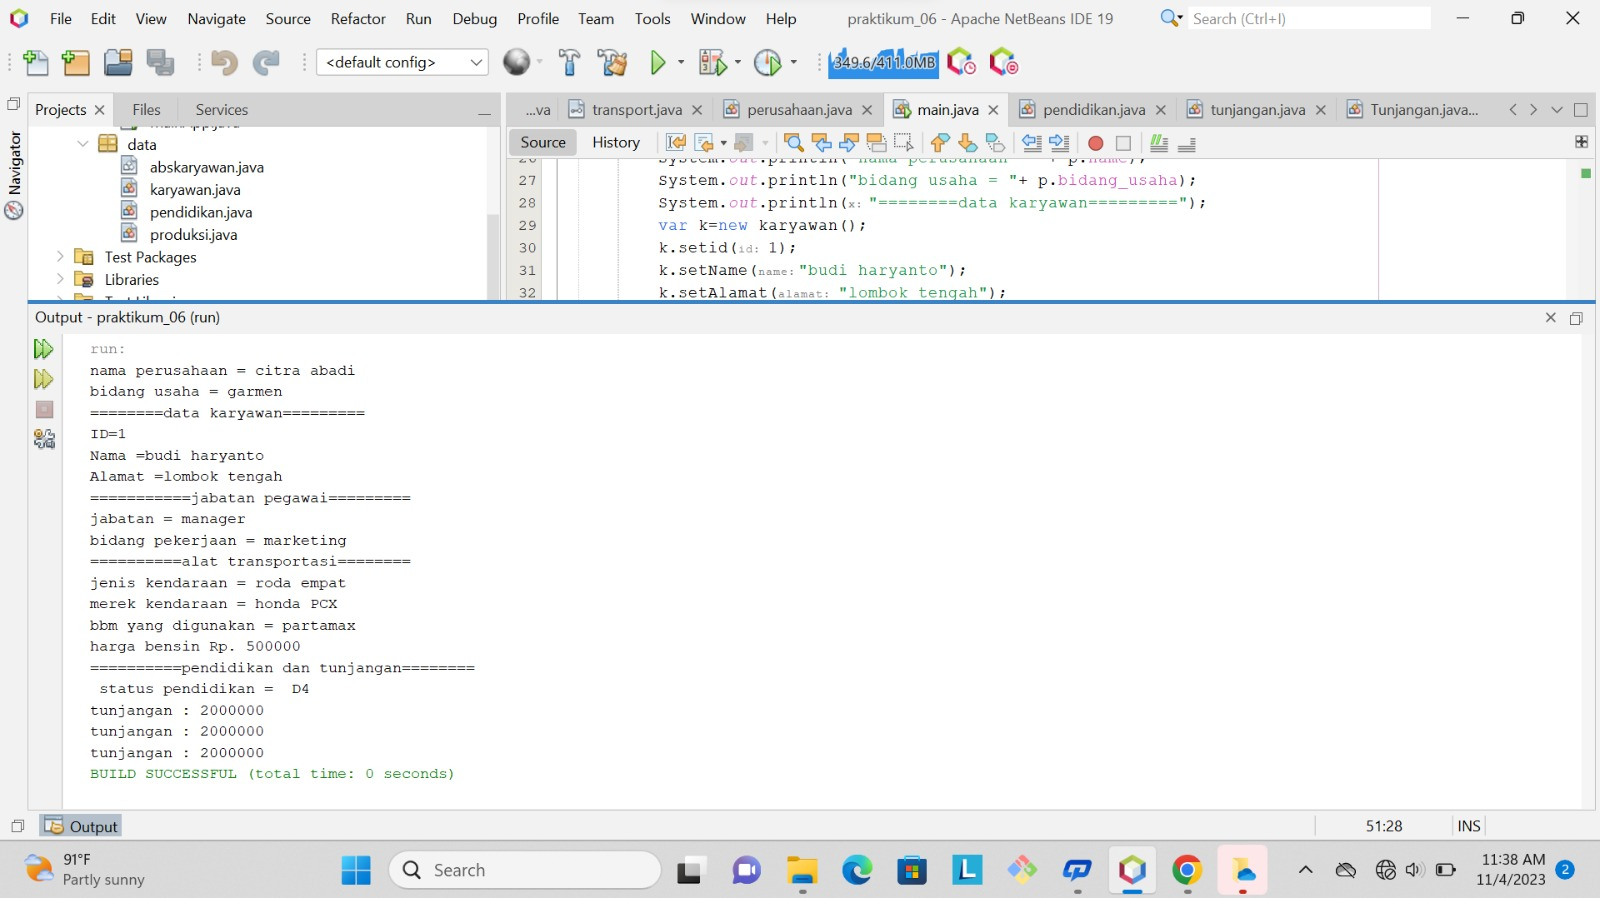 File Edit View Navigate Source Refactor Run Debug Profile Team Tools Window Help praktikum_06 - Apache NetBeans IDE 19 Search (Ctrl+I)
<default config> 349.6/411.0MB
Projects Files Services
...va transport.java perusahaan.java main.java pendidikan.java tunjangan.java Tunjangan.java...
Source History
Navigator
data
abskaryawan.java
karyawan.java
pendidikan.java
produksi.java
Test Packages
Libraries
27 System.out.println("bidang usaha = "+ p.bidang_usaha);
28 System.out.println(x: "========data karyawan=========");
29 var k=new karyawan();
30 k.setid(id: 1);
31 k.setName(name: "budi haryanto");
32 k.setAlamat(alamat: "lombok tengah");
Output - praktikum_06 (run)
run:
nama perusahaan = citra abadi
bidang usaha = garmen
========data karyawan=========
ID=1
Nama =budi haryanto
Alamat =lombok tengah
===========jabatan pegawai=========
jabatan = manager
bidang pekerjaan = marketing
==========alat transportasi========
jenis kendaraan = roda empat
merek kendaraan = honda PCX
bbm yang digunakan = partamax
harga bensin Rp. 500000
==========pendidikan dan tunjangan========
status pendidikan =  D4
tunjangan : 2000000
tunjangan : 2000000
tunjangan : 2000000
BUILD SUCCESSFUL (total time: 0 seconds)
Output 51:28 INS
91°F
Partly sunny
Search
11:38 AM
11/4/2023
2